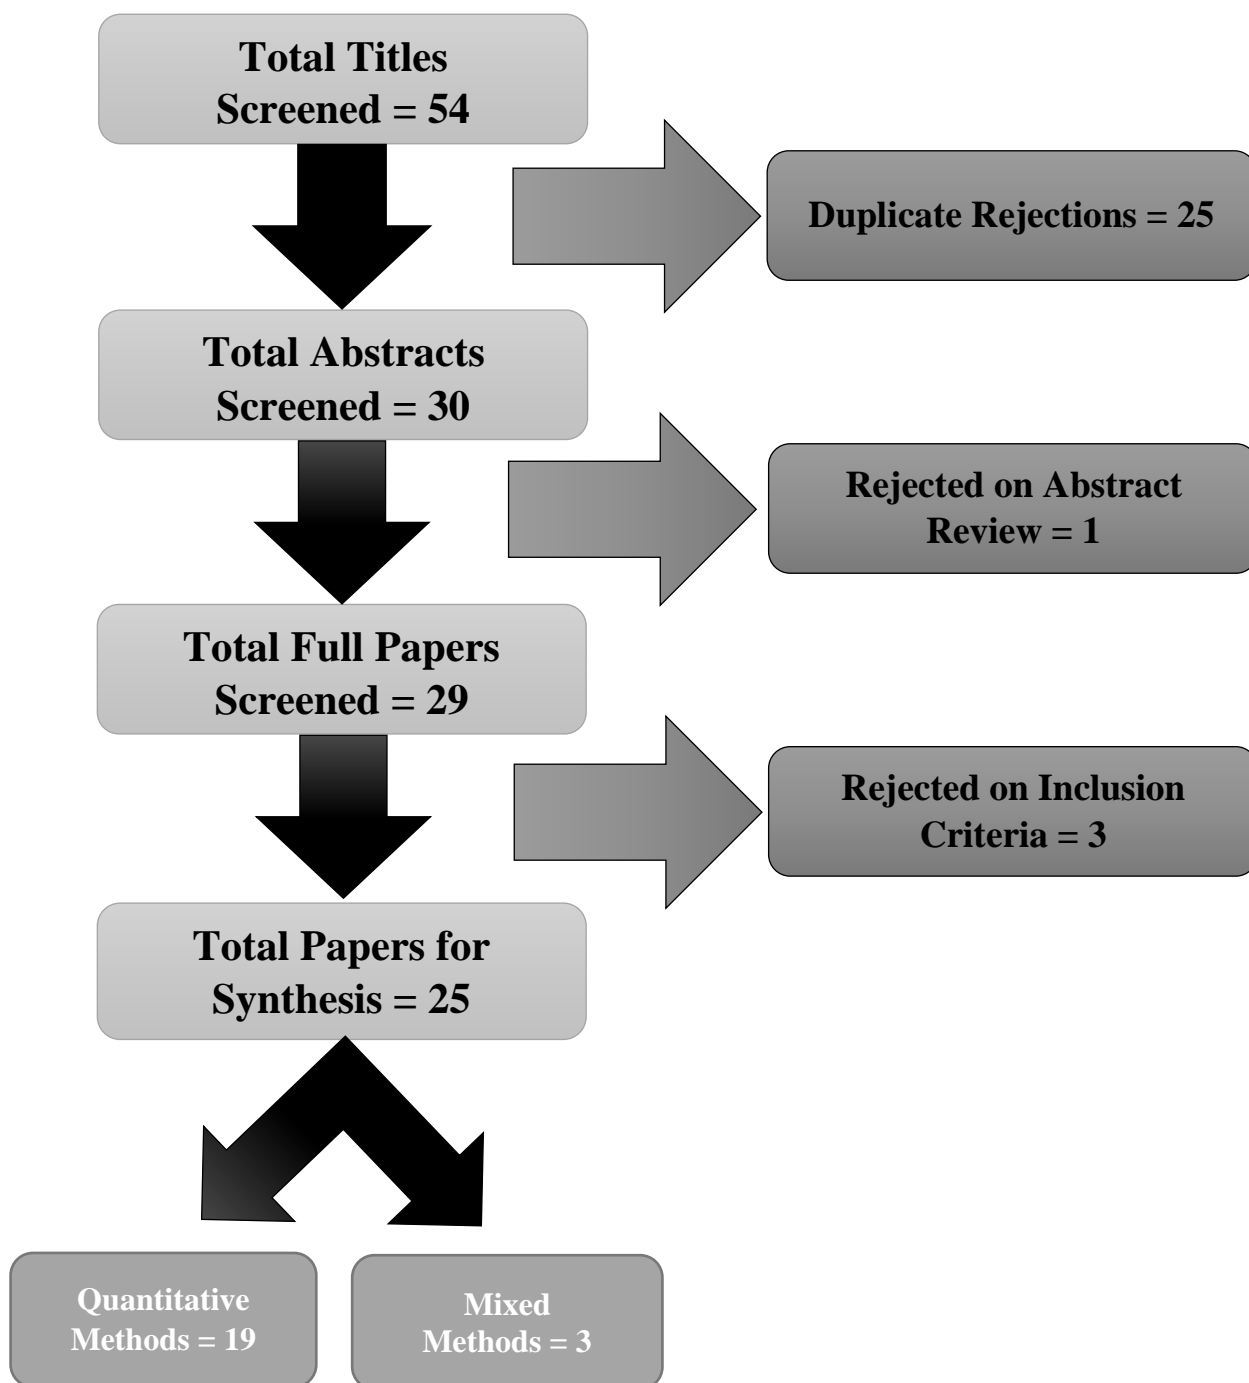 Total Titles
Screened = 54
Duplicate Rejections = 25
Total Abstracts
Screened = 30
Rejected on Abstract
Review = 1
Total Full Papers
Screened = 29
Rejected on Inclusion
Criteria = 3
Total Papers for
Synthesis = 25
Quantitative
Methods = 19
Mixed
Methods = 3